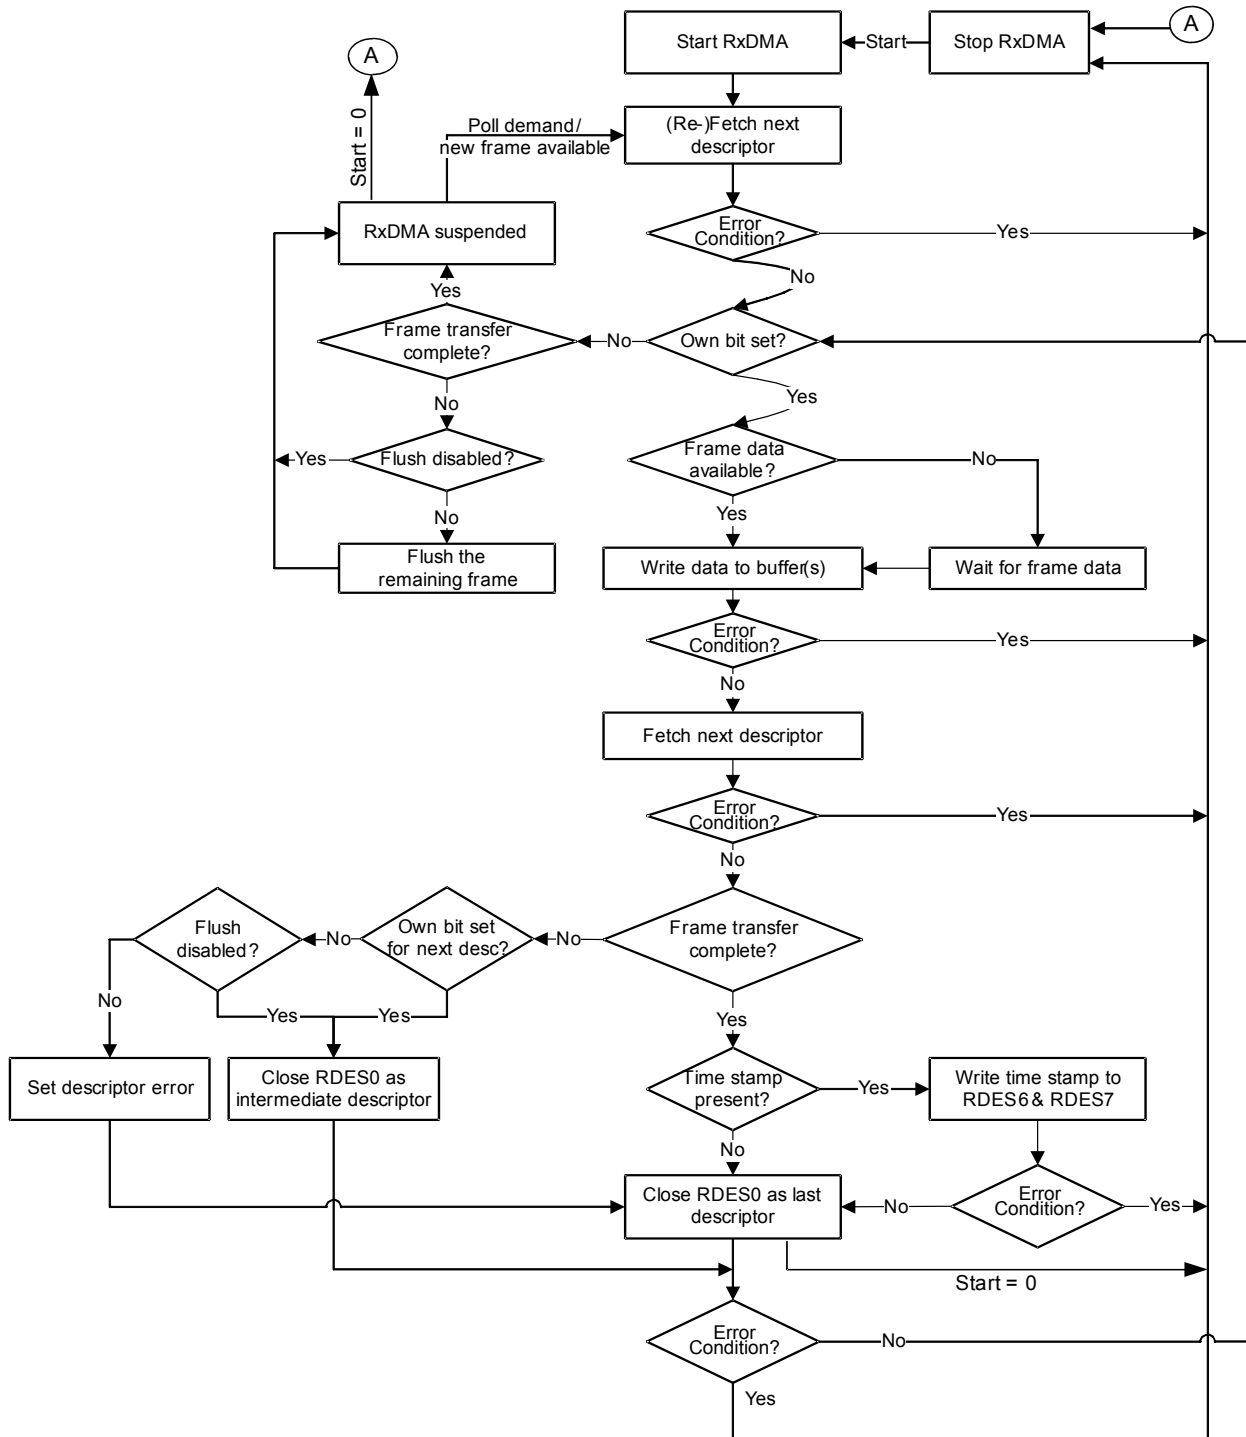 A
Start RxDMA
Start
Stop RxDMA
A
Start = 0
Poll demand/
new frame available
(Re-)Fetch next
descriptor
RxDMA suspended
Error
Condition?
Yes
No
Yes
Frame transfer
complete?
No
Own bit set?
No
Yes
Yes
Flush disabled?
Frame data
available?
No
No
Yes
Flush the
remaining frame
Write data to buffer(s)
Wait for frame data
Error
Condition?
Yes
No
Fetch next descriptor
Error
Condition?
Yes
No
Flush
disabled?
No
Own bit set
for next desc?
No
Frame transfer
complete?
No
Yes
Yes
Yes
Set descriptor error
Close RDES0 as
intermediate descriptor
Time stamp
present?
Yes
Write time stamp to
RDES6 & RDES7
No
Close RDES0 as last
descriptor
No
Error
Condition?
Yes
Start = 0
Error
Condition?
No
Yes